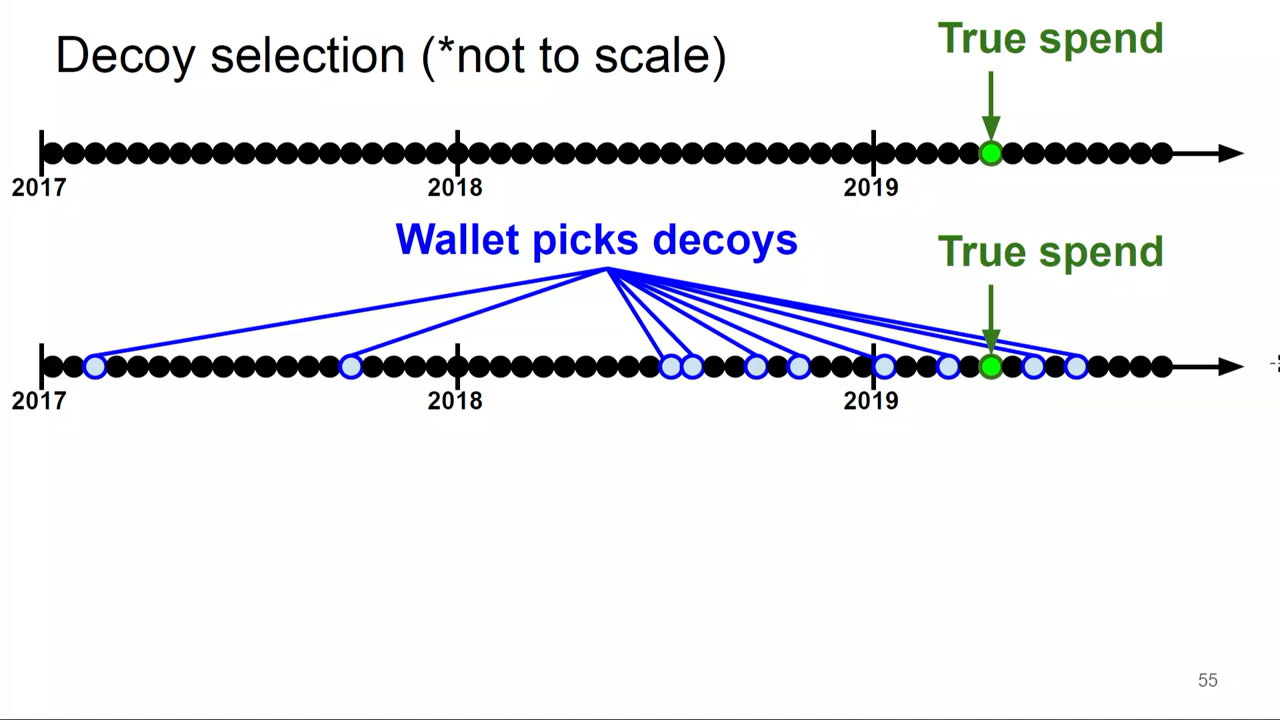 Decoy selection (*not to scale)
True spend
2017
2018
2019
Wallet picks decoys
True spend
2017
2018
2019
55